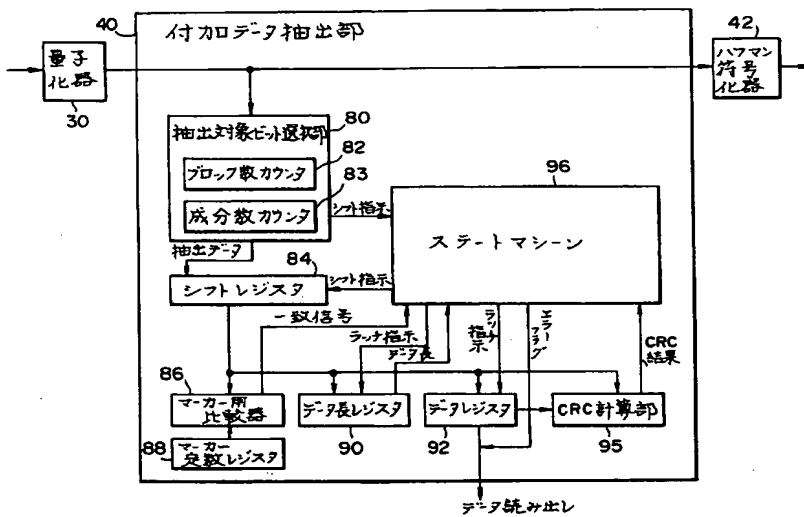 40
付加データ抽出部
42
量子
化器
30
ハフマン
符号
化器
抽出対象ビット選択部
80
82
ブロック数カウンタ
83
成分数カウンタ
シフト指示
96
ステートマシーン
抽出データ
84
シフトレジスタ
シフト指示
一致信号
ラッチ指示
データ長
ラッチ
指示
エラー
フラグ
CRC
結果
86
マーカー用
比較器
データ長レジスタ
90
データレジスタ
92
CRC計算部
95
88
マーカー
定数レジスタ
データ読み出し